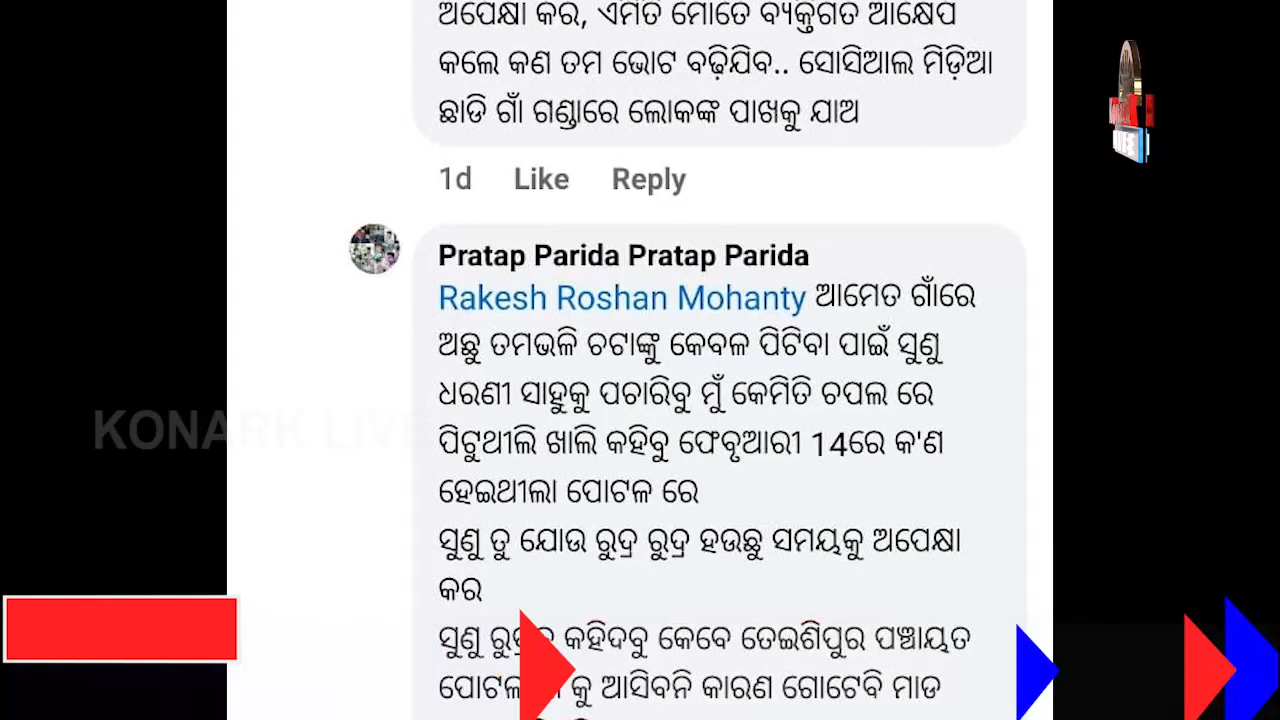 ଅପେକ୍ଷା କର, ଏମିତି ମୋତେ ବ୍ୟକ୍ତିଗତ ଆକ୍ଷେପ
କଲେ କଣ ତମ ଭୋଟ ବଢ଼ିଯିବ.. ସୋସିଆଲ ମିଡ଼ିଆ
ଛାଡି ଗାଁ ଗଣ୍ଡାରେ ଲୋକଙ୍କ ପାଖକୁ ଯାଅ
1d Like Reply
Pratap Parida Pratap Parida
Rakesh Roshan Mohanty ଆମେତ ଗାଁରେ
ଅଛୁ ତମଭଳି ଚଟାଙ୍କୁ କେବଳ ପିଟିବା ପାଇଁ ସୁଣୁ
ଧରଣୀ ସାହୁକୁ ପଚାରିବୁ ମୁଁ କେମିତି ଚପଲ ରେ
ପିଟୁଥୀଲି ଖାଲି କହିବୁ ଫେବୃଆରୀ 14ରେ କ'ଣ
ହେଇଥୀଲା ପୋଟଳ ରେ
ସୁଣୁ ତୁ ଯୋଉ ରୁଦ୍ର ରୁଦ୍ର ହଉଛୁ ସମୟକୁ ଅପେକ୍ଷା
କର
ସୁଣୁ କହିଦବୁ କେବେ ତେଇଶିପୁର ପଞ୍ଚାୟତ
କୁ ଆସିବନି କାରଣ ଗୋଟେବି ମାଡ
KONARK LIVE